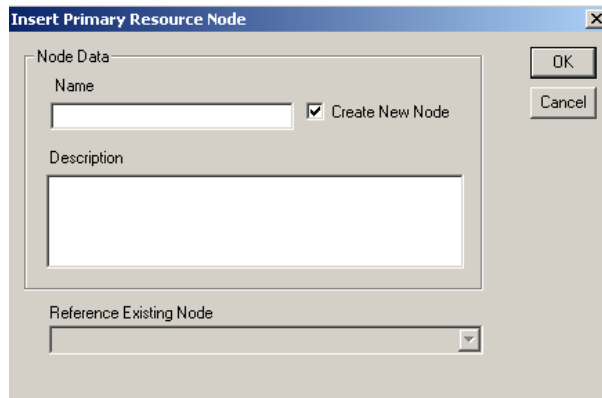 Insert Primary Resource Node
Node Data
OK
Name
Create New Node
Cancel
Description
Reference Existing Node